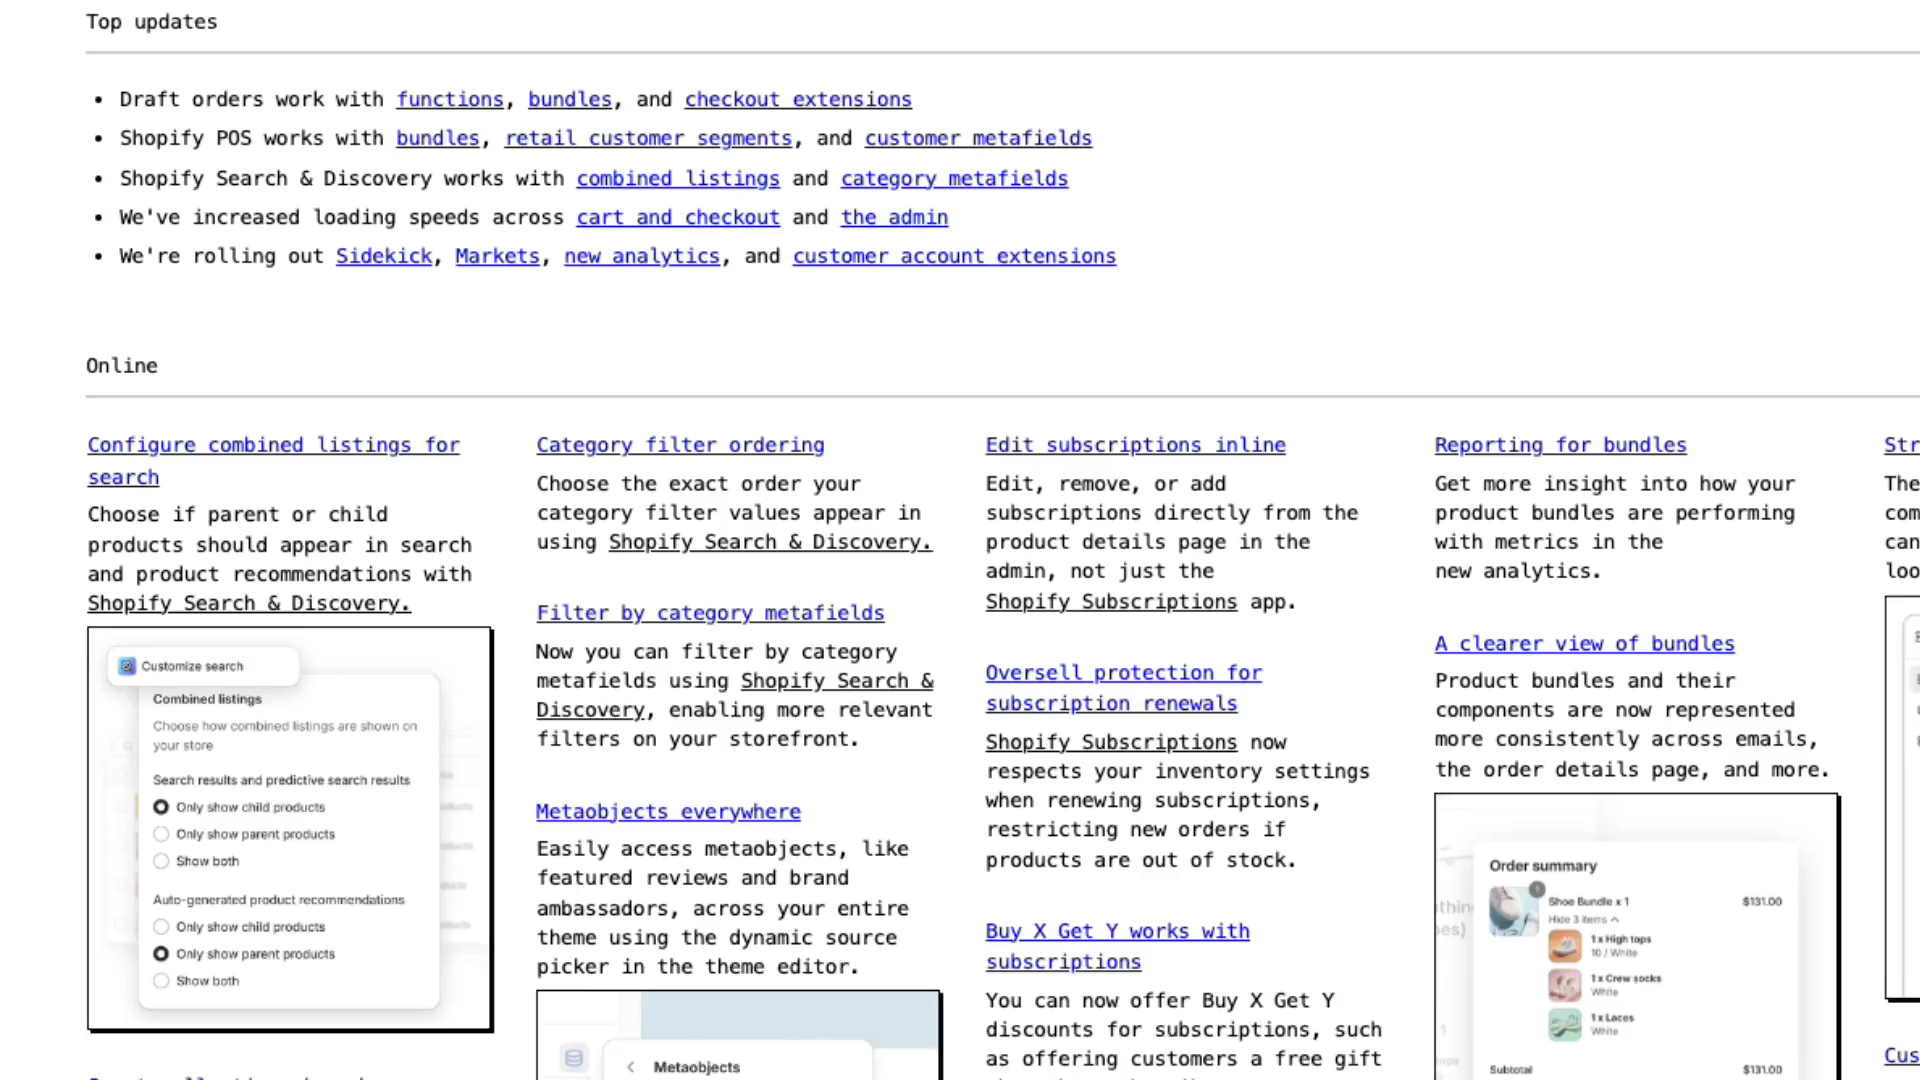 Top updates
• Draft orders work with functions, bundles, and checkout extensions
• Shopify POS works with bundles, retail customer segments, and customer metafields
• Shopify Search & Discovery works with combined listings and category metafields
• We've increased loading speeds across cart and checkout and the admin
• We're rolling out Sidekick, Markets, new analytics, and customer account extensions
Online
Configure combined listings for
search
Choose if parent or child
products should appear in search
and product recommendations with
Shopify Search & Discovery.
Customize search
Combined listings
Choose how combined listings are shown on
your store
Search results and predictive search results
Only show child products
Only show parent products
Show both
Auto-generated product recommendations
Only show child products
Only show parent products
Show both
Category filter ordering
Choose the exact order your
category filter values appear in
using Shopify Search & Discovery.
Filter by category metafields
Now you can filter by category
metafields using Shopify Search &
Discovery, enabling more relevant
filters on your storefront.
Metaobjects everywhere
Easily access metaobjects, like
featured reviews and brand
ambassadors, across your entire
theme using the dynamic source
picker in the theme editor.
Metaobjects
Edit subscriptions inline
Edit, remove, or add
subscriptions directly from the
product details page in the
admin, not just the
Shopify Subscriptions app.
Oversell protection for
subscription renewals
Shopify Subscriptions now
respects your inventory settings
when renewing subscriptions,
restricting new orders if
products are out of stock.
Buy X Get Y works with
subscriptions
You can now offer Buy X Get Y
discounts for subscriptions, such
as offering customers a free gift
Reporting for bundles
Get more insight into how your
product bundles are performing
with metrics in the
new analytics.
A clearer view of bundles
Product bundles and their
components are now represented
more consistently across emails,
the order details page, and more.
Order summary
1
Shoe Bundle x 1 $131.00
Hide 3 items
1 x High tops
10 / White
1 x Crew socks
White
1 x Laces
White
Subtotal $131.00
Str
The
com
can
loo
Cus